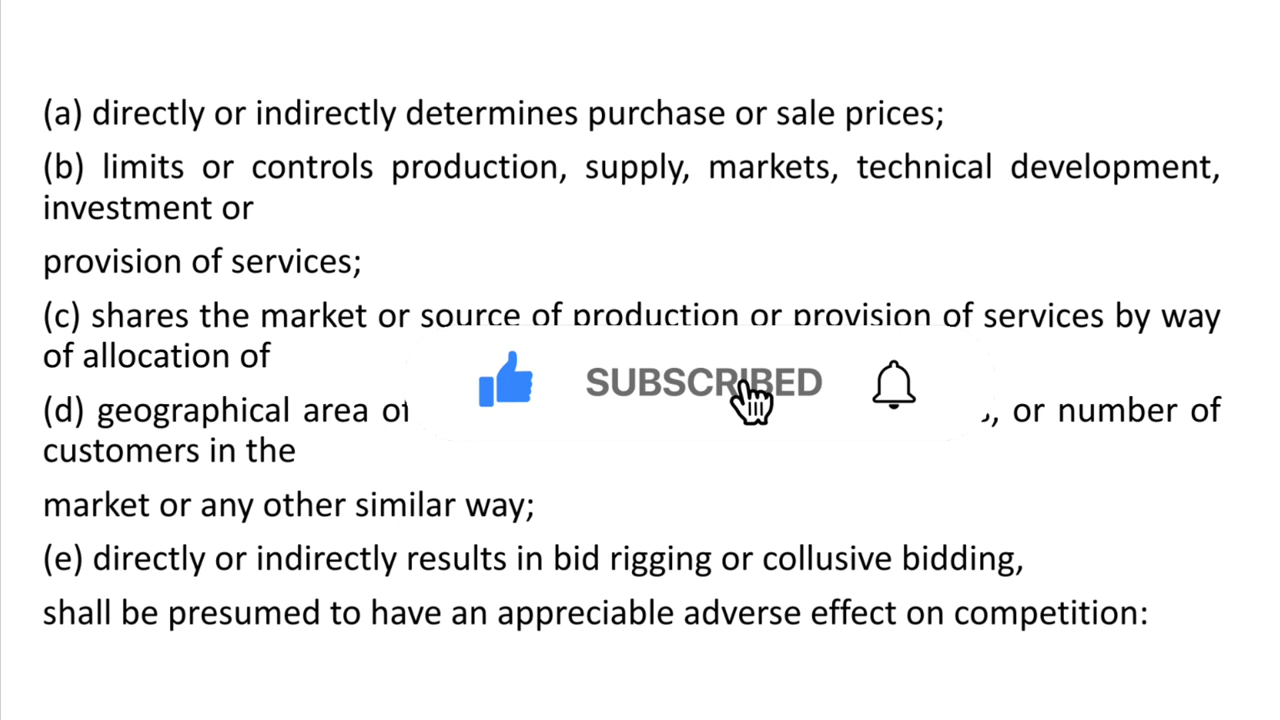 (a) directly or indirectly determines purchase or sale prices;
(b) limits or controls production, supply, markets, technical development,
investment or
provision of services;
(c) shares the market or source of production or provision of services by way
of allocation of
SUBSCRIBED
(d) geographical area or number of
customers in the
market or any other similar way;
(e) directly or indirectly results in bid rigging or collusive bidding,
shall be presumed to have an appreciable adverse effect on competition: